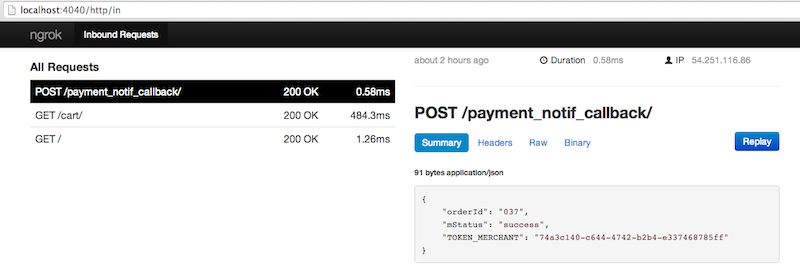 localhost:4040/http/in
ngrok Inbound Requests
All Requests
POST /payment_notif_callback/ 200 OK 0.58ms
GET /cart/ 200 OK 484.3ms
GET / 200 OK 1.26ms
about 2 hours ago Duration 0.58ms IP 54.251.116.86
POST /payment_notif_callback/
Summary Headers Raw Binary Replay
91 bytes application/json
{
"orderId": "037",
"mStatus": "success",
"TOKEN_MERCHANT": "74a3c140-c644-4742-b2b4-e337468785ff"
}